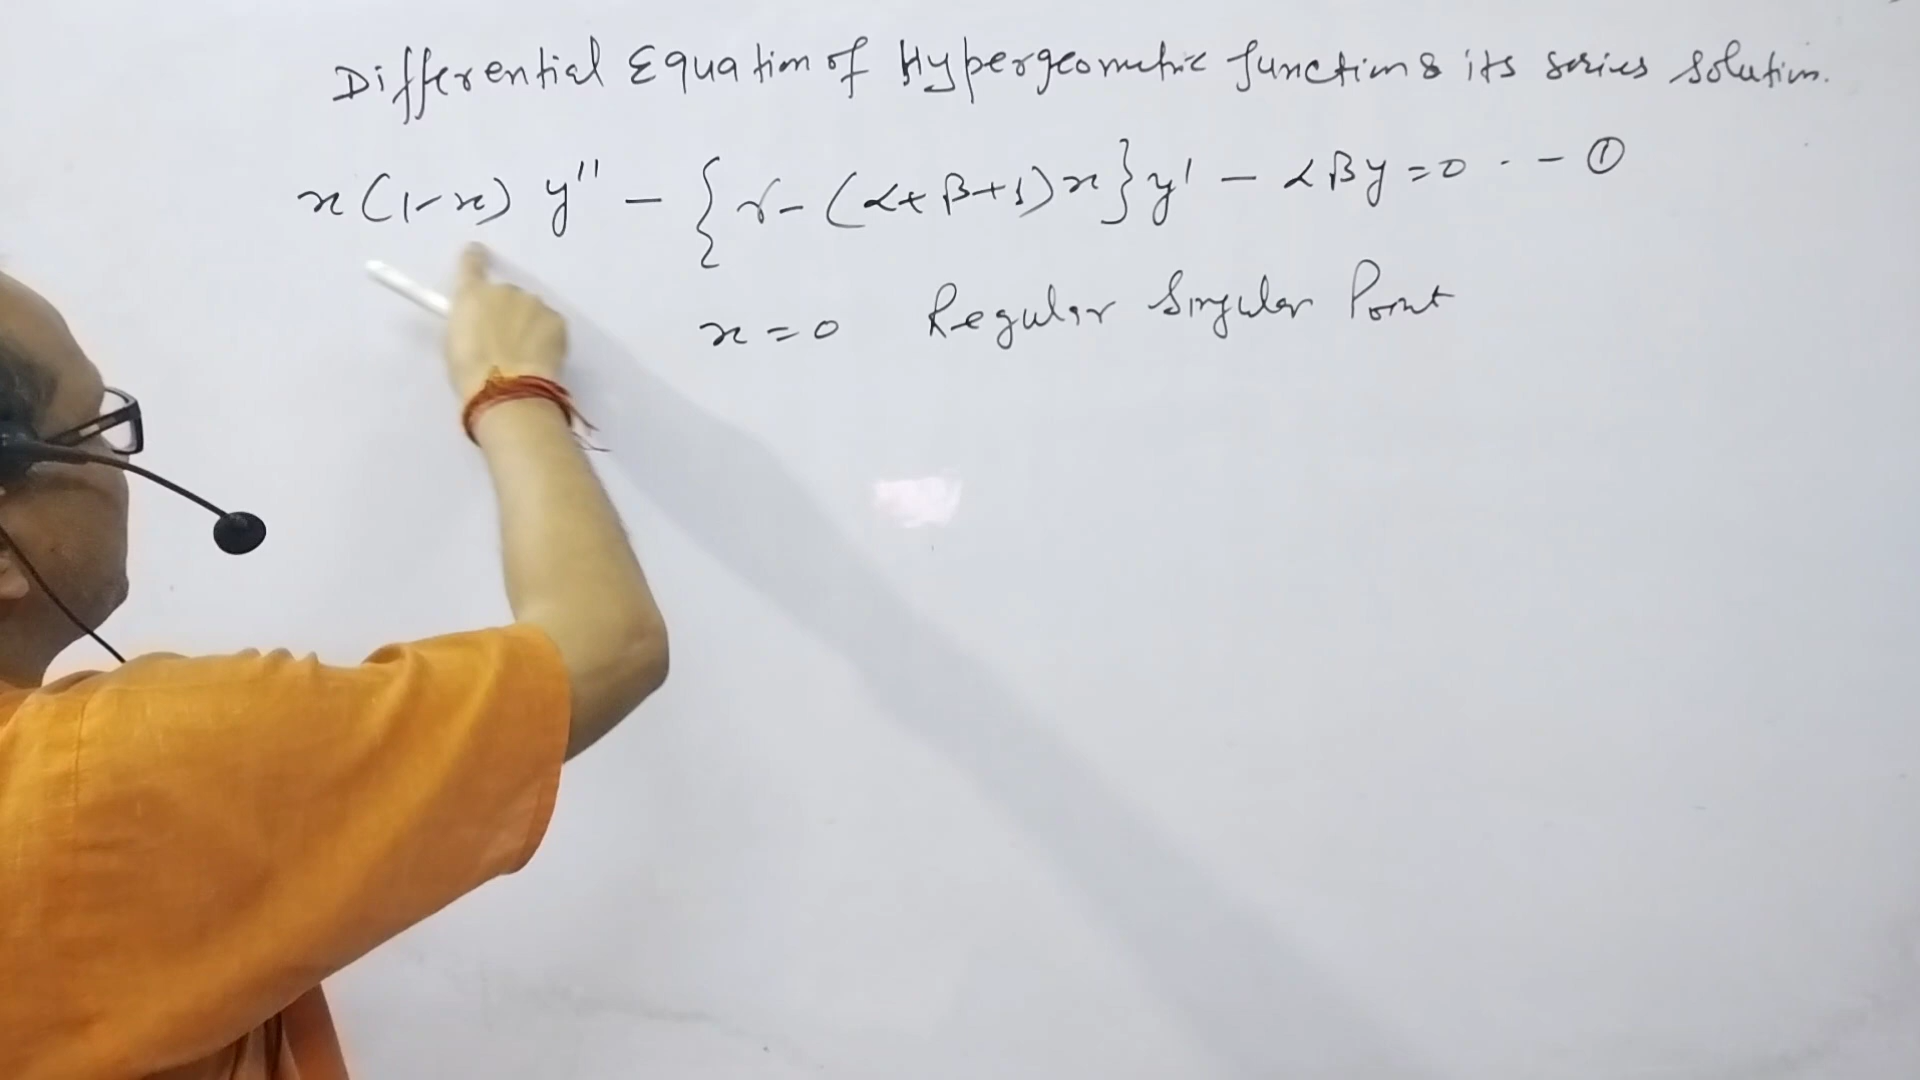 Differential Equation of Hypergeometric function & its series solution.
x(1-x) y'' - {γ - (α+β+1)x}y' - αβy = 0 - - ①
x = 0 Regular Singular Point